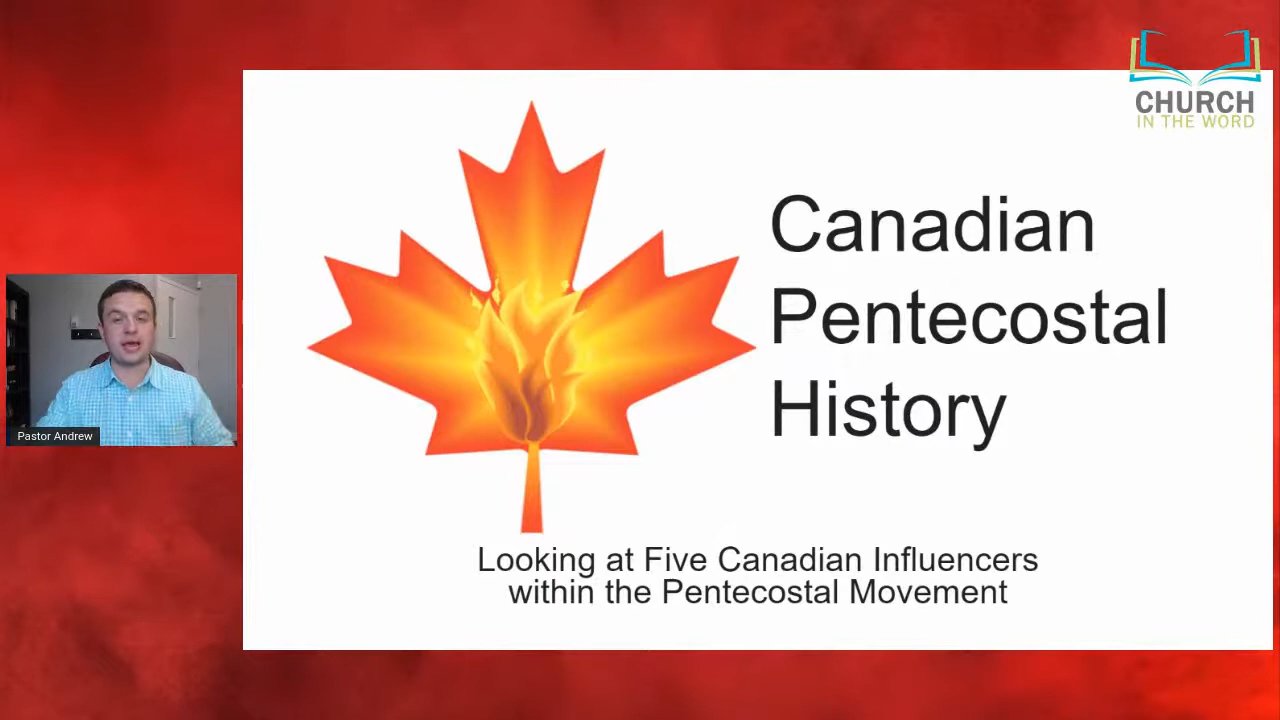 CHURCH
IN THE WORD
Canadian
Pentecostal
History
Pastor Andrew
Looking at Five Canadian Influencers
within the Pentecostal Movement